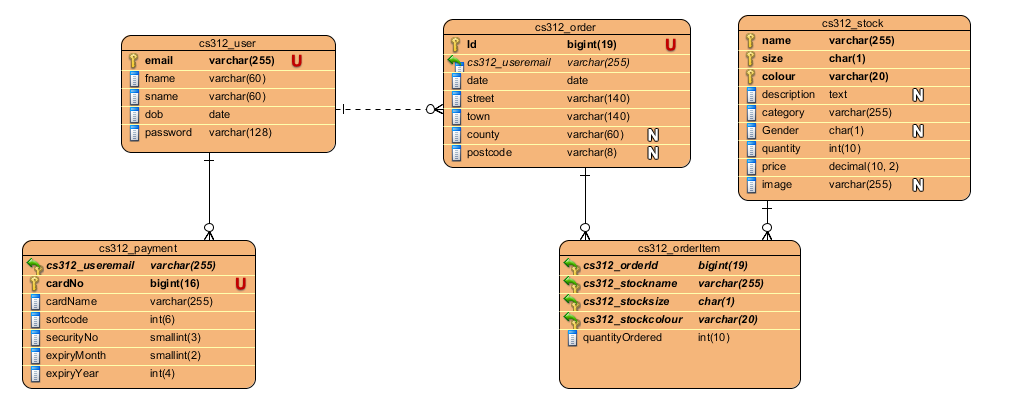 cs312_user
email varchar(255) U
fname varchar(60)
sname varchar(60)
dob date
password varchar(128)
cs312_order
Id bigint(19) U
cs312_useremail varchar(255)
date date
street varchar(140)
town varchar(140)
county varchar(60) N
postcode varchar(8) N
cs312_stock
name varchar(255)
size char(1)
colour varchar(20)
description text N
category varchar(255)
Gender char(1) N
quantity int(10)
price decimal(10, 2)
image varchar(255) N
cs312_payment
cs312_useremail varchar(255)
cardNo bigint(16) U
cardName varchar(255)
sortcode int(6)
securityNo smallint(3)
expiryMonth smallint(2)
expiryYear int(4)
cs312_orderItem
cs312_orderId bigint(19)
cs312_stockname varchar(255)
cs312_stocksize char(1)
cs312_stockcolour varchar(20)
quantityOrdered int(10)